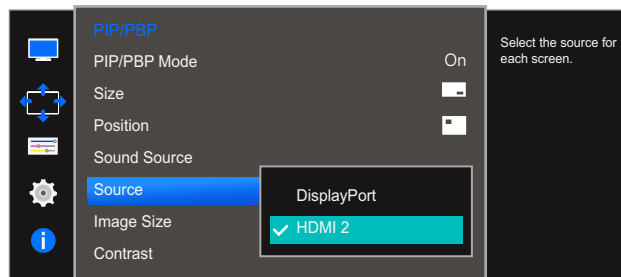 PIP/PBP
PIP/PBP Mode On
Size
Position
Sound Source
Source
Image Size
Contrast
DisplayPort
HDMI 2
Select the source for
each screen.